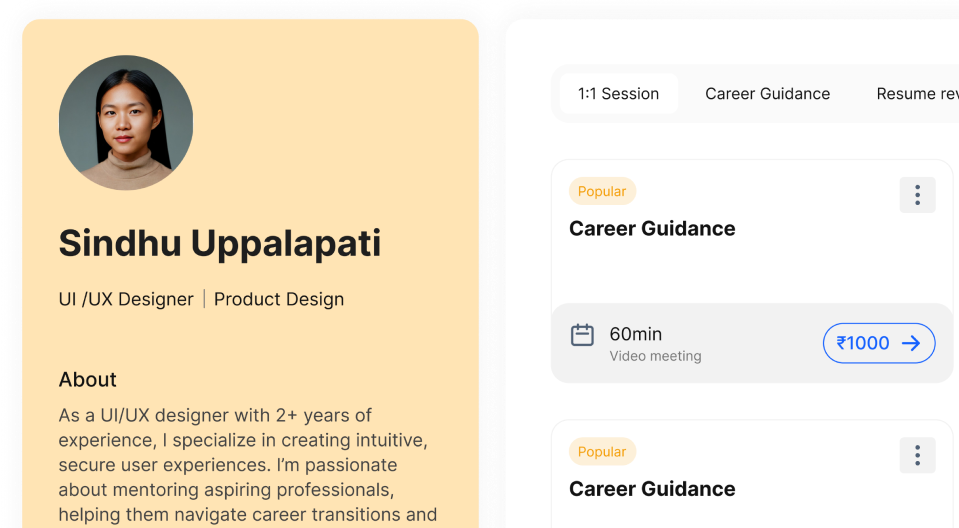 Sindhu Uppalapati
UI /UX Designer | Product Design
About
As a UI/UX designer with 2+ years of
experience, I specialize in creating intuitive,
secure user experiences. I'm passionate
about mentoring aspiring professionals,
helping them navigate career transitions and
1:1 Session Career Guidance Resume
Popular
Career Guidance
60min
Video meeting
₹1000
Popular
Career Guidance